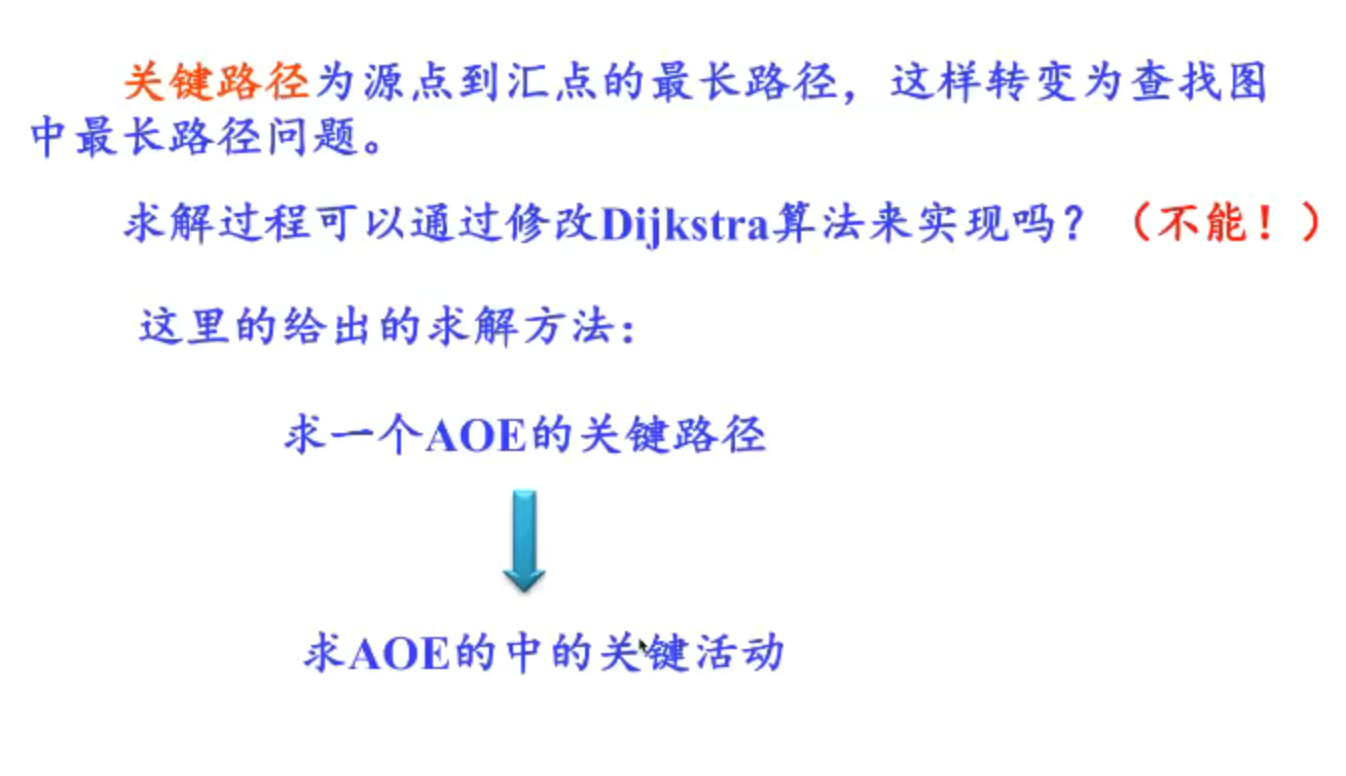 关键路径为源点到汇点的最长路径，这样转变为查找图
中最长路径问题。
求解过程可以通过修改Dijkstra算法来实现吗？（不能！）
这里的给出的求解方法：
求一个AOE的关键路径
求AOE的中的关键活动